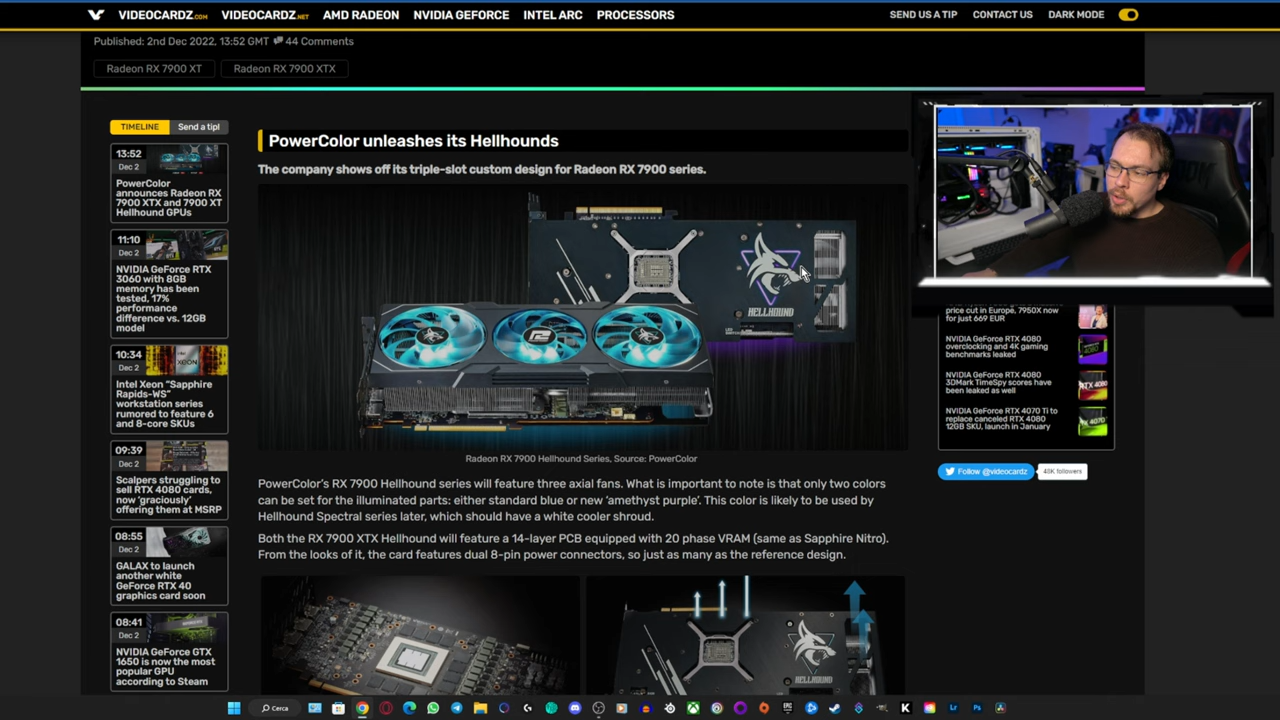 VIDEOCARDZ.COM VIDEOCARDZ.NET AMD RADEON NVIDIA GEFORCE INTEL ARC PROCESSORS SEND US A TIP CONTACT US DARK MODE
Published: 2nd Dec 2022, 13:52 GMT 44 Comments
Radeon RX 7900 XT Radeon RX 7900 XTX
TIMELINE Send a tip!
13:52
Dec 2
PowerColor
announces Radeon RX
7900 XTX and 7900 XT
Hellhound GPUs
11:10
Dec 2
NVIDIA GeForce RTX
3060 with 8GB
memory has been
tested, 17%
performance
difference vs. 12GB
model
10:34
Dec 2
Intel Xeon “Sapphire
Rapids-WS”
workstation series
rumored to feature 6
and 8-core SKUs
09:39
Dec 2
Scalpers struggling to
sell RTX 4080 cards,
now ‘graciously’
offering them at MSRP
08:55
Dec 2
GALAX to launch
another white
GeForce RTX 40
graphics card soon
08:41
Dec 2
NVIDIA GeForce GTX
1650 is now the most
popular GPU
according to Steam
PowerColor unleashes its Hellhounds
The company shows off its triple-slot custom design for Radeon RX 7900 series.
HELLHOUND
Radeon RX 7900 Hellhound Series, Source: PowerColor
PowerColor’s RX 7900 Hellhound series will feature three axial fans. What is important to note is that only two colors
can be set for the illuminated parts: either standard blue or new ‘amethyst purple’. This color is likely to be used by
Hellhound Spectral series later, which should have a white cooler shroud.
Both the RX 7900 XTX Hellhound will feature a 14-layer PCB equipped with 20 phase VRAM (same as Sapphire Nitro).
From the looks of it, the card features dual 8-pin power connectors, so just as many as the reference design.
HELLHOUND
price cut in Europe, 7950X now
for just 669 EUR
NVIDIA GeForce RTX 4080
overclocking and 4K gaming
benchmarks leaked
NVIDIA GeForce RTX 4080
3DMark TimeSpy scores have
been leaked as well
RTX 4080
NVIDIA GeForce RTX 4070 Ti to
replace canceled RTX 4080
12GB SKU, launch in January
Follow @videocardz 48K followers
Cerca